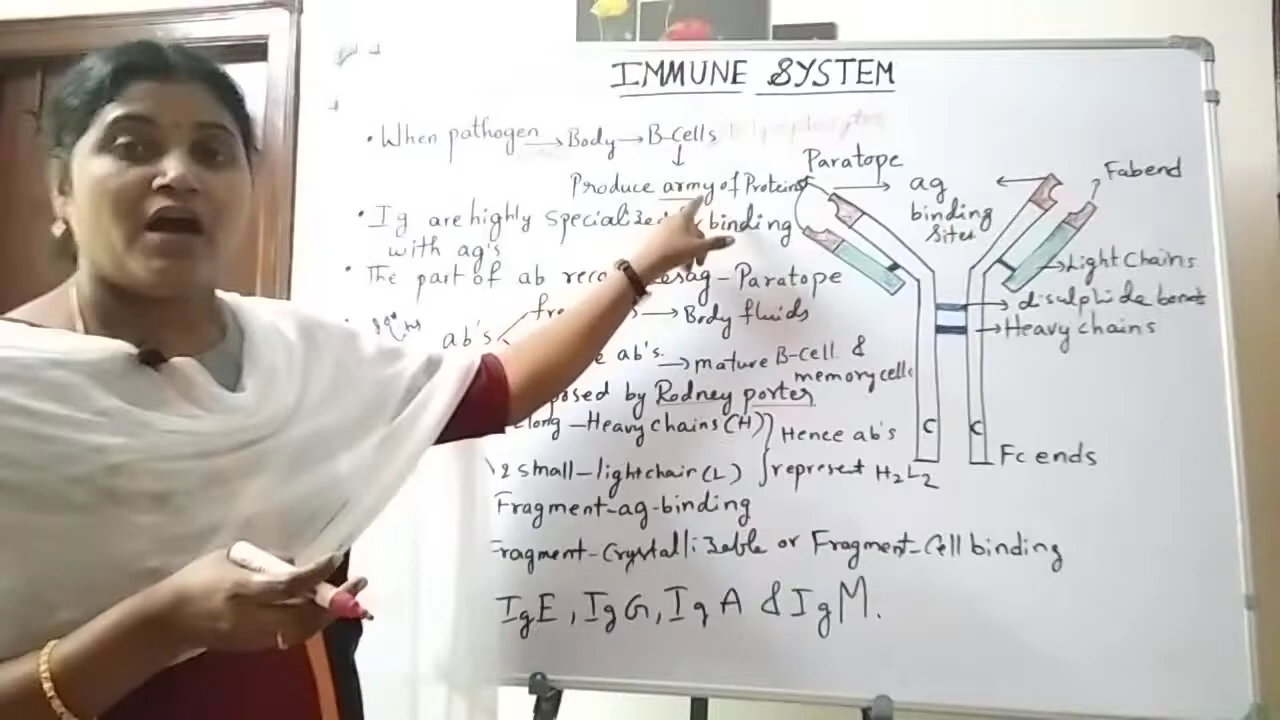 IMMUNE SYSTEM
• When pathogen → Body → B-Cells
↓
Produce army of Proteins
• Ig are highly specialized binding
with ag's
• The part of ab ag - Paratope
ab's → Body fluids
ab's → mature B-cell &
memory cells
by Rodney porter
long - Heavy chains (H)
2 small - light chair (L)
Hence ab's
represent H2L2
Fragment-ag-binding
Fragment-Crystallizable or Fragment-Cell binding
IgE, IgG, IgA & IgM.
Paratope
ag
binding
sites
Fabend
Light Chains
Heavy chains
C C
Fc ends